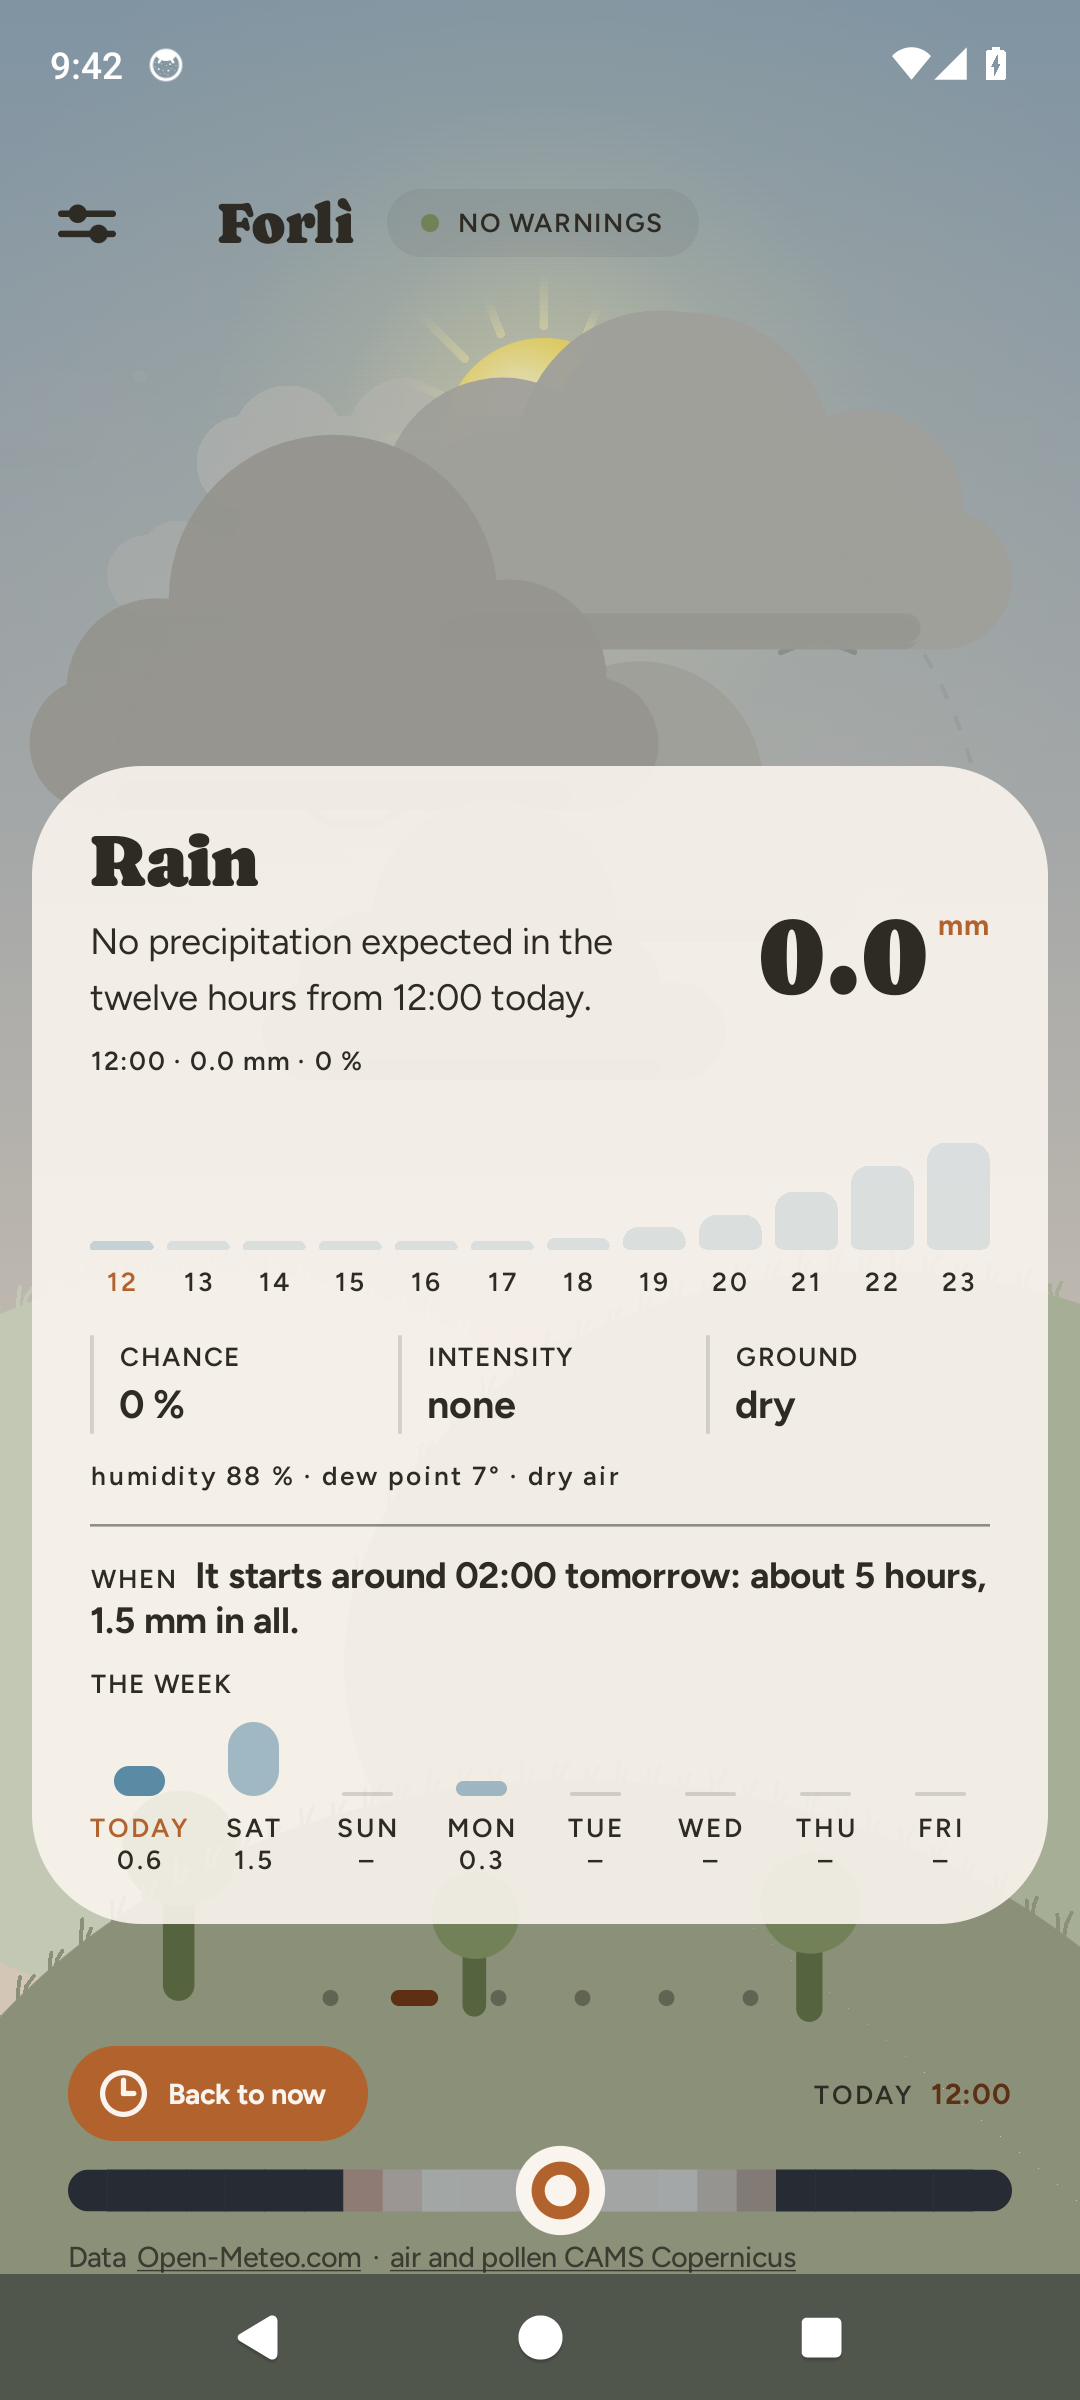 9:42
Forlì NO WARNINGS
Rain
No precipitation expected in the
twelve hours from 12:00 today.
0.0 mm
12:00 · 0.0 mm · 0 %
12 13 14 15 16 17 18 19 20 21 22 23
CHANCE INTENSITY GROUND
0 % none dry
humidity 88 % · dew point 7° · dry air
WHEN It starts around 02:00 tomorrow: about 5 hours,
1.5 mm in all.
THE WEEK
TODAY SAT SUN MON TUE WED THU FRI
0.6 1.5 – 0.3 – – – –
Back to now TODAY 12:00
Data Open-Meteo.com · air and pollen CAMS Copernicus